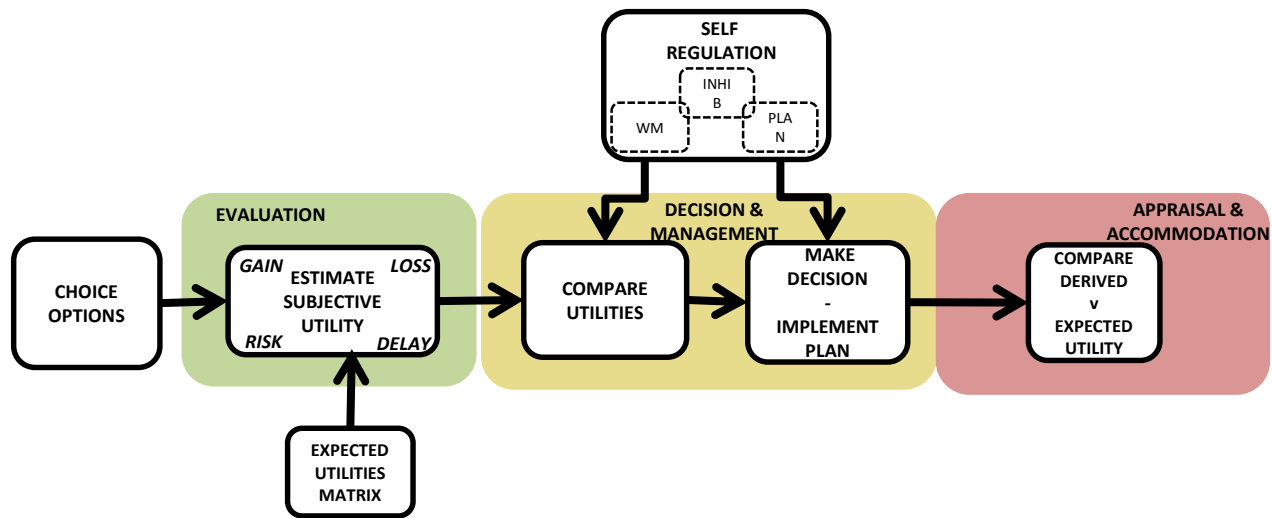 SELF
REGULATION
INHI
B
WM
PLA
N
EVALUATION
DECISION &
MANAGEMENT
APPRAISAL &
ACCOMMODATION
CHOICE
OPTIONS
GAIN
LOSS
ESTIMATE
SUBJECTIVE
UTILITY
RISK
DELAY
COMPARE
UTILITIES
MAKE
DECISION
-
IMPLEMENT
PLAN
COMPARE
DERIVED
v
EXPECTED
UTILITY
EXPECTED
UTILITIES
MATRIX